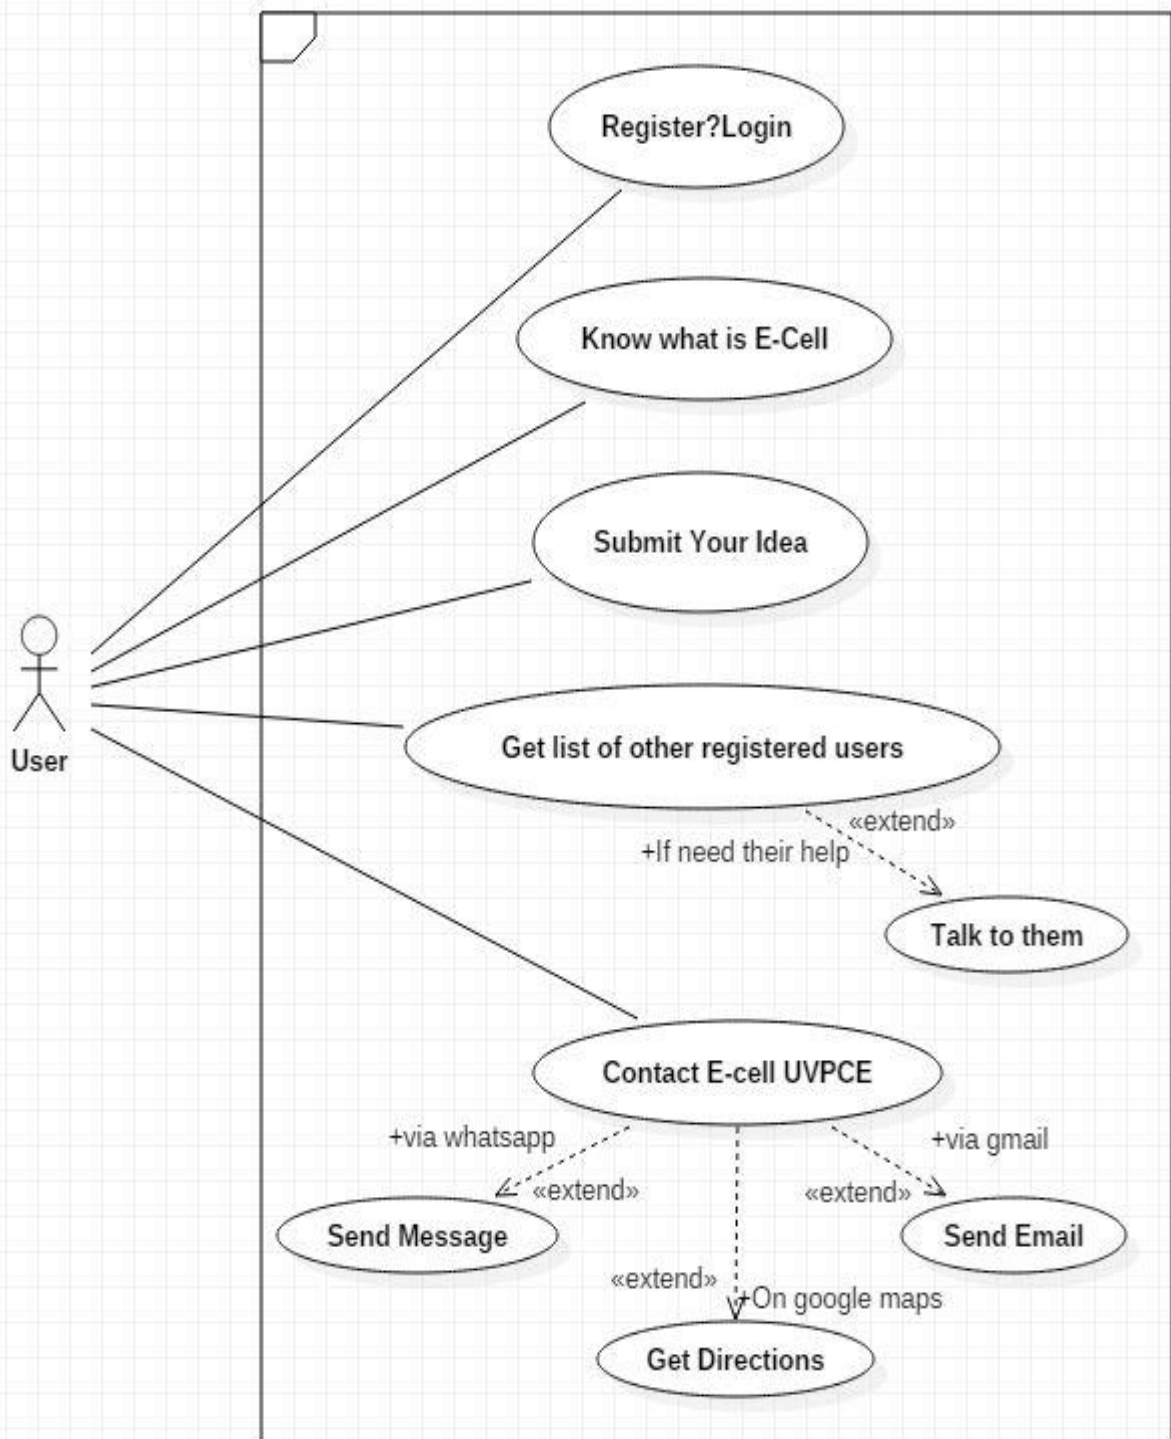 Register?Login
Know what is E-Cell
Submit Your Idea
User
Get list of other registered users
«extend»
+If need their help
Talk to them
Contact E-cell UVPCE
+via whatsapp
+via gmail
«extend»
«extend»
Send Message
Send Email
«extend»
+On google maps
Get Directions